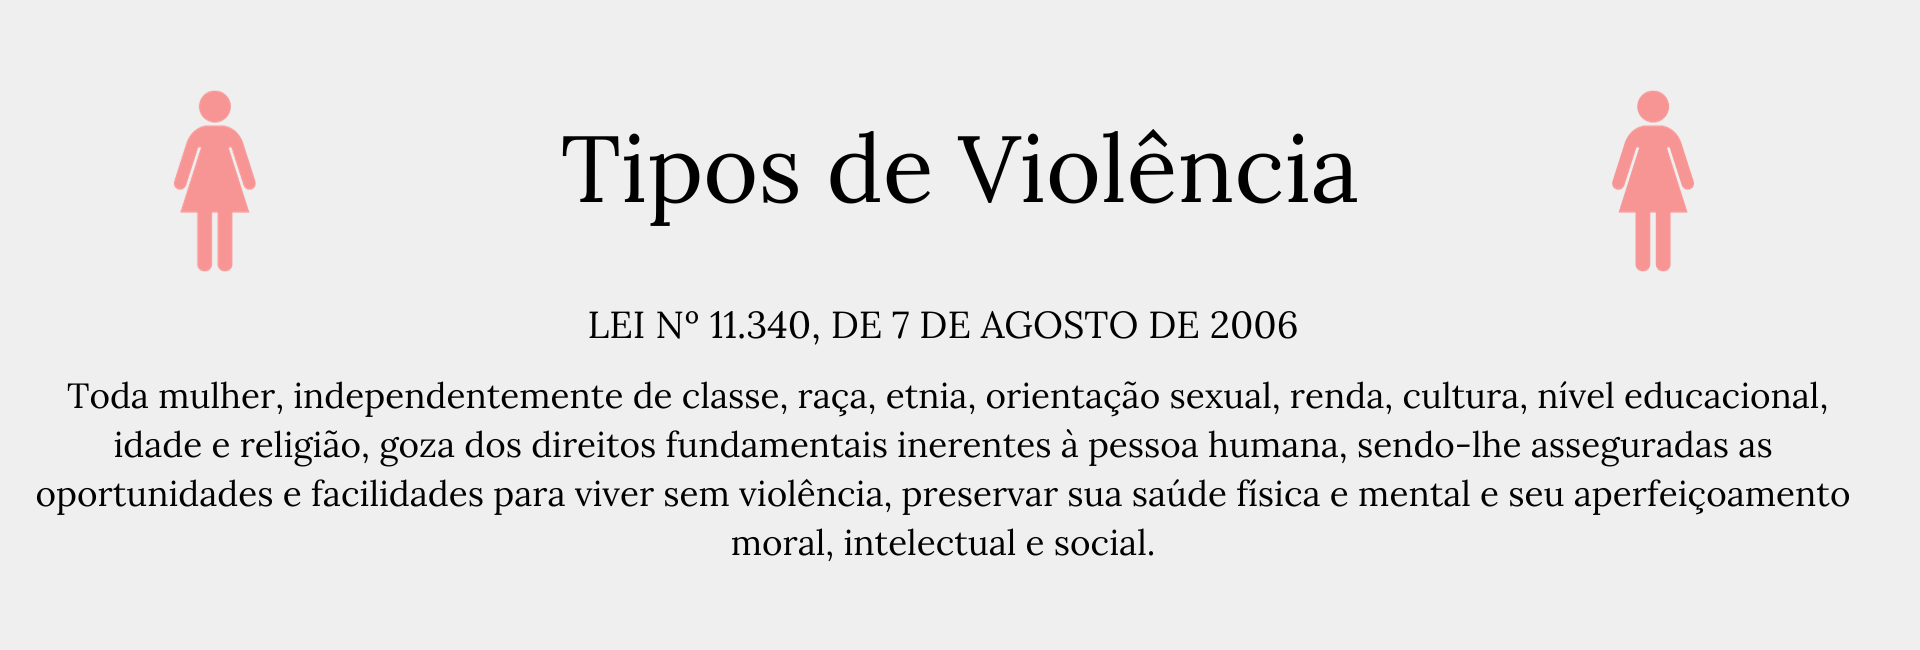 Tipos de Violência
LEI Nº 11.340, DE 7 DE AGOSTO DE 2006
Toda mulher, independentemente de classe, raça, etnia, orientação sexual, renda, cultura, nível educacional,
idade e religião, goza dos direitos fundamentais inerentes à pessoa humana, sendo-lhe asseguradas as
oportunidades e facilidades para viver sem violência, preservar sua saúde física e mental e seu aperfeiçoamento
moral, intelectual e social.